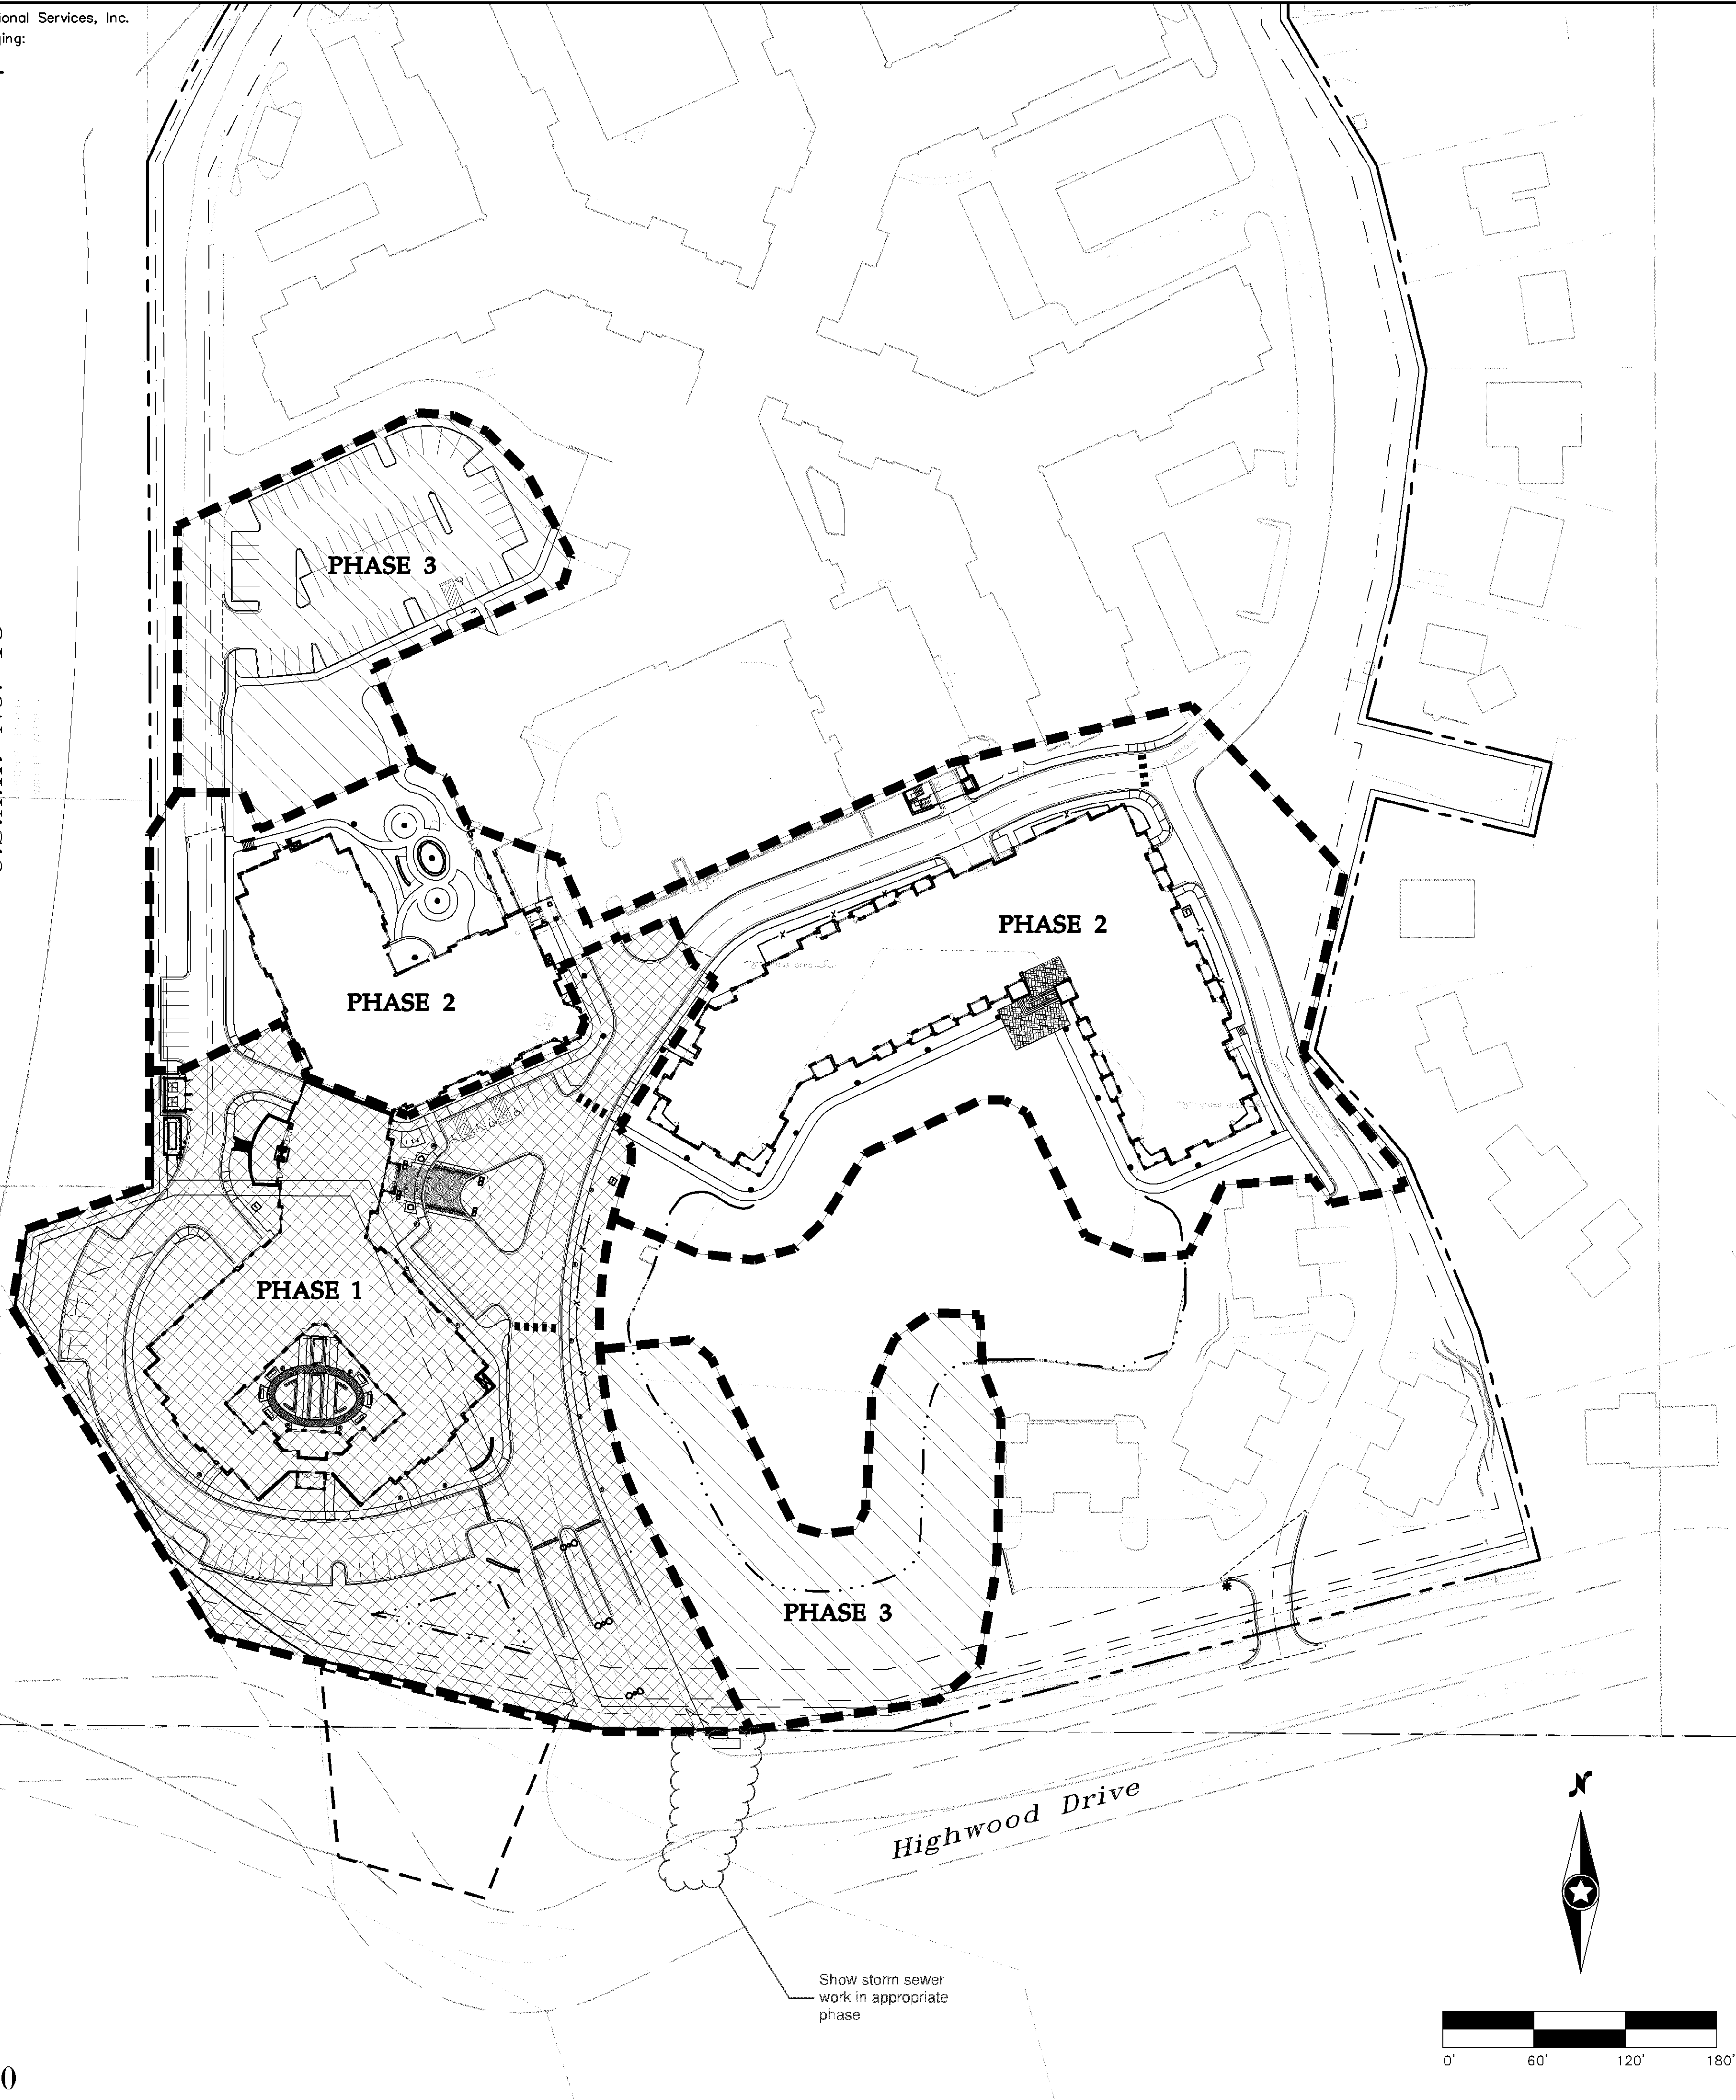 ional Services, Inc.
ging:
PHASE 3
PHASE 2
PHASE 2
PHASE 1
PHASE 3
Highwood Drive
N
Show storm sewer
work in appropriate
phase
0' 60' 120' 180'
0